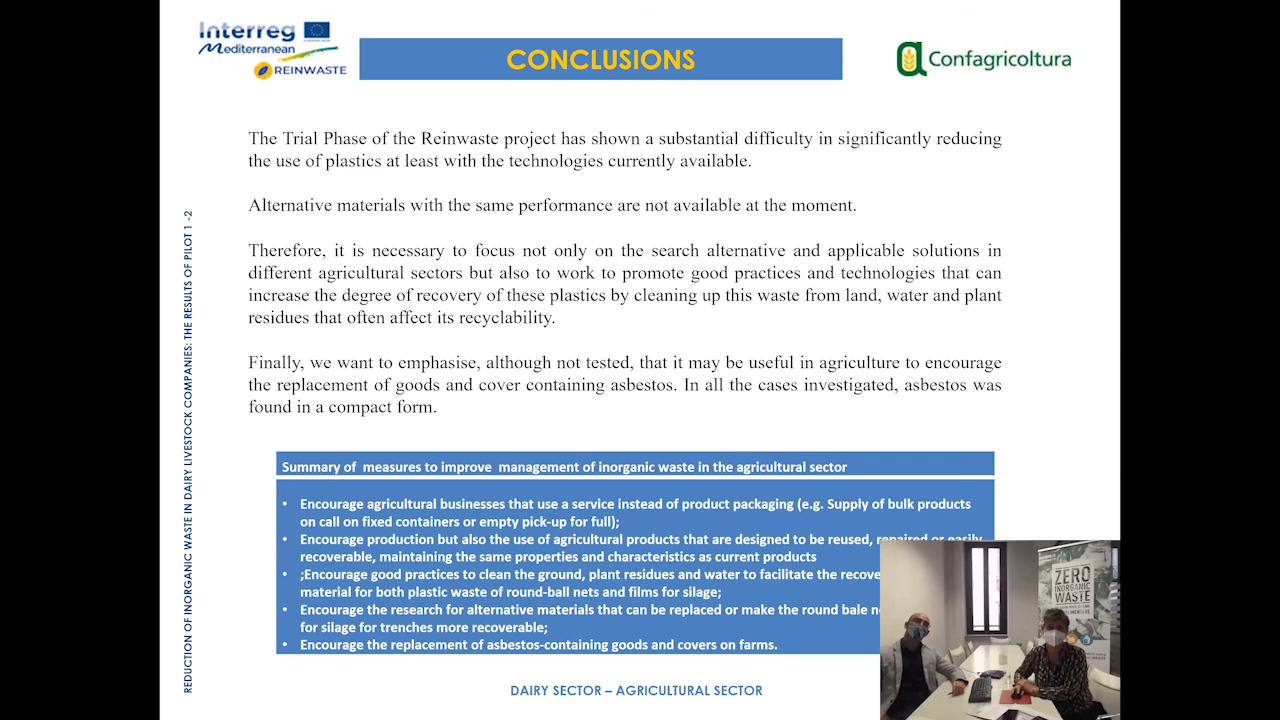 Interreg
Mediterranean
REINWASTE
CONCLUSIONS
Confagricoltura
The Trial Phase of the Reinwaste project has shown a substantial difficulty in significantly reducing
the use of plastics at least with the technologies currently available.
Alternative materials with the same performance are not available at the moment.
Therefore, it is necessary to focus not only on the search alternative and applicable solutions in
different agricultural sectors but also to work to promote good practices and technologies that can
increase the degree of recovery of these plastics by cleaning up this waste from land, water and plant
residues that often affect its recyclability.
Finally, we want to emphasise, although not tested, that it may be useful in agriculture to encourage
the replacement of goods and cover containing asbestos. In all the cases investigated, asbestos was
found in a compact form.
REDUCTION OF INORGANIC WASTE IN DAIRY LIVESTOCK COMPANIES: THE RESULTS OF PILOT 1 -2
Summary of measures to improve management of inorganic waste in the agricultural sector
• Encourage agricultural businesses that use a service instead of product packaging (e.g. Supply of bulk products
on call on fixed containers or empty pick-up for full);
• Encourage production but also the use of agricultural products that are designed to be reused, repaired or easily
recoverable, maintaining the same properties and characteristics as current products
• ;Encourage good practices to clean the ground, plant residues and water to facilitate the recove
material for both plastic waste of round-ball nets and films for silage;
• Encourage the research for alternative materials that can be replaced or make the round bale n
for silage for trenches more recoverable;
• Encourage the replacement of asbestos-containing goods and covers on farms.
ZERO
INORGANIC
WASTE
DAIRY SECTOR – AGRICULTURAL SECTOR